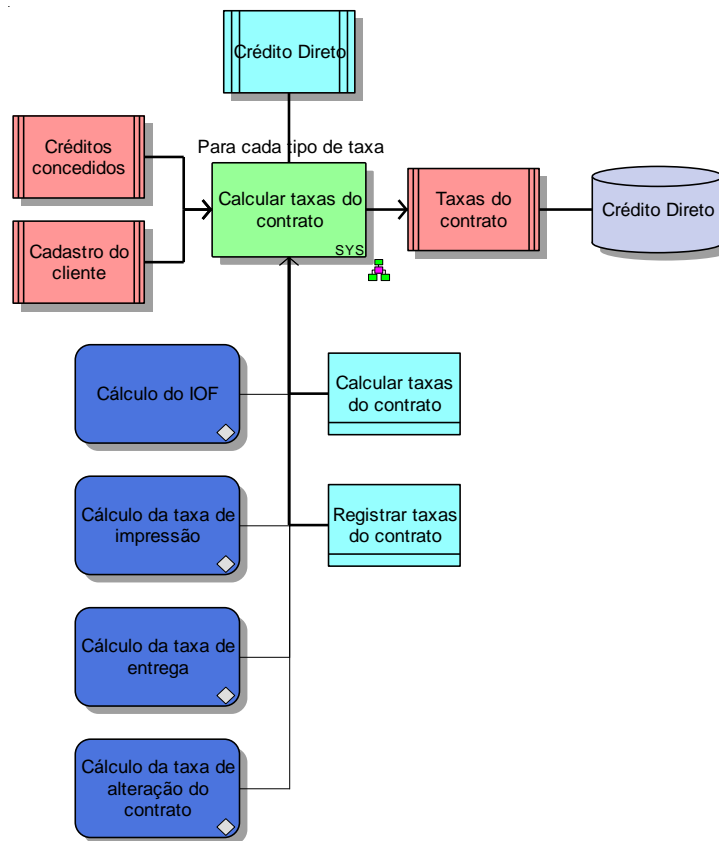 Crédito Direto
Para cada tipo de taxa
Créditos
concedidos
Calcular taxas do
contrato
SYS
Taxas do
contrato
Crédito Direto
Cadastro do
cliente
Cálculo do IOF
Calcular taxas
do contrato
Cálculo da taxa de
impressão
Registrar taxas
do contrato
Cálculo da taxa de
entrega
Cálculo da taxa de
alteração do
contrato